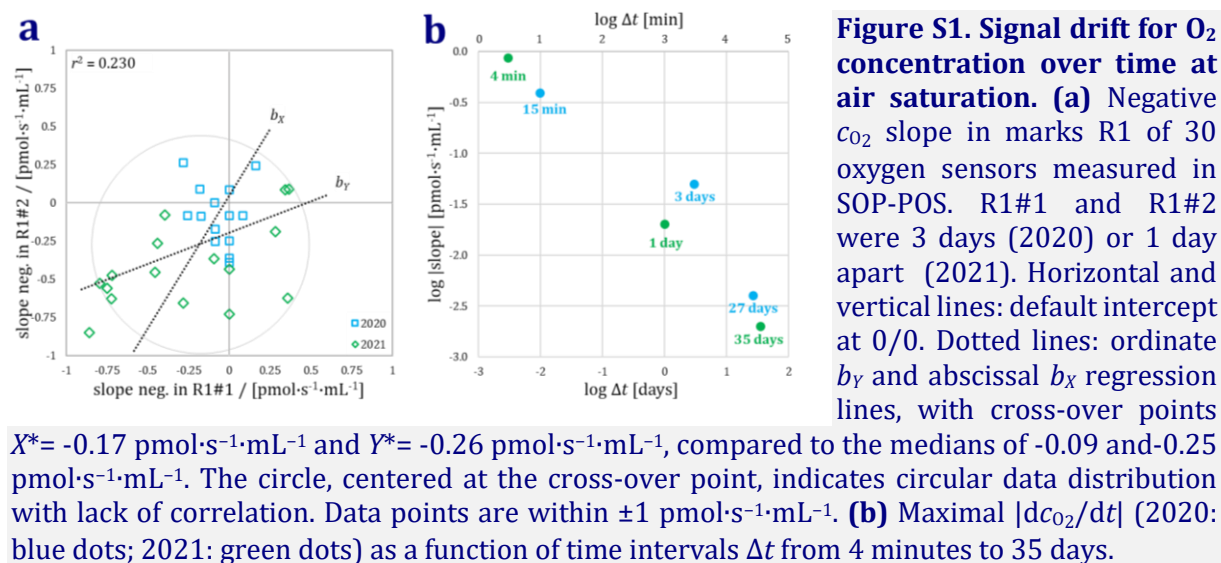 a
r² = 0.230
slope neg. in R1#2 / [pmol·s⁻¹·mL⁻¹]
1
0.75
0.5
0.25
0
-0.25
-0.5
-0.75
-1
b_X
b_Y
2020
2021
-1
-0.75
-0.5
-0.25
0
0.25
0.5
0.75
1
slope neg. in R1#1 / [pmol·s⁻¹·mL⁻¹]
b
log Δt [min]
0
1
2
3
4
5
log |slope| [pmol·s⁻¹·mL⁻¹]
0.0
-0.5
-1.0
-1.5
-2.0
-2.5
-3.0
4 min
15 min
3 days
1 day
27 days
35 days
-3
-2
-1
0
1
2
log Δt [days]
Figure S1. Signal drift for O₂
concentration over time at
air saturation. (a) Negative
c_O₂ slope in marks R1 of 30
oxygen sensors measured in
SOP-POS. R1#1 and R1#2
were 3 days (2020) or 1 day
apart (2021). Horizontal and
vertical lines: default intercept
at 0/0. Dotted lines: ordinate
b_Y and abscissal b_X regression
lines, with cross-over points
X*= -0.17 pmol·s⁻¹·mL⁻¹ and Y*= -0.26 pmol·s⁻¹·mL⁻¹, compared to the medians of -0.09 and-0.25
pmol·s⁻¹·mL⁻¹. The circle, centered at the cross-over point, indicates circular data distribution
with lack of correlation. Data points are within ±1 pmol·s⁻¹·mL⁻¹. (b) Maximal |dc_O₂/dt| (2020:
blue dots; 2021: green dots) as a function of time intervals Δt from 4 minutes to 35 days.